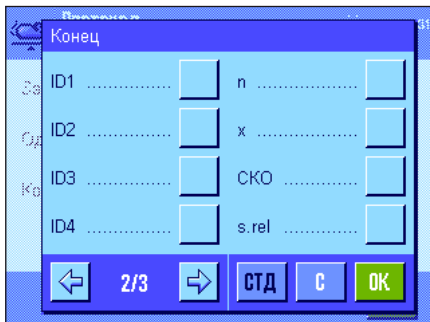 Конец
ID1 ................ n ................
ID2 ................ x ................
ID3 ................ СКО .............
s.rel ............. ID4 ................
2/3 СТД C OK